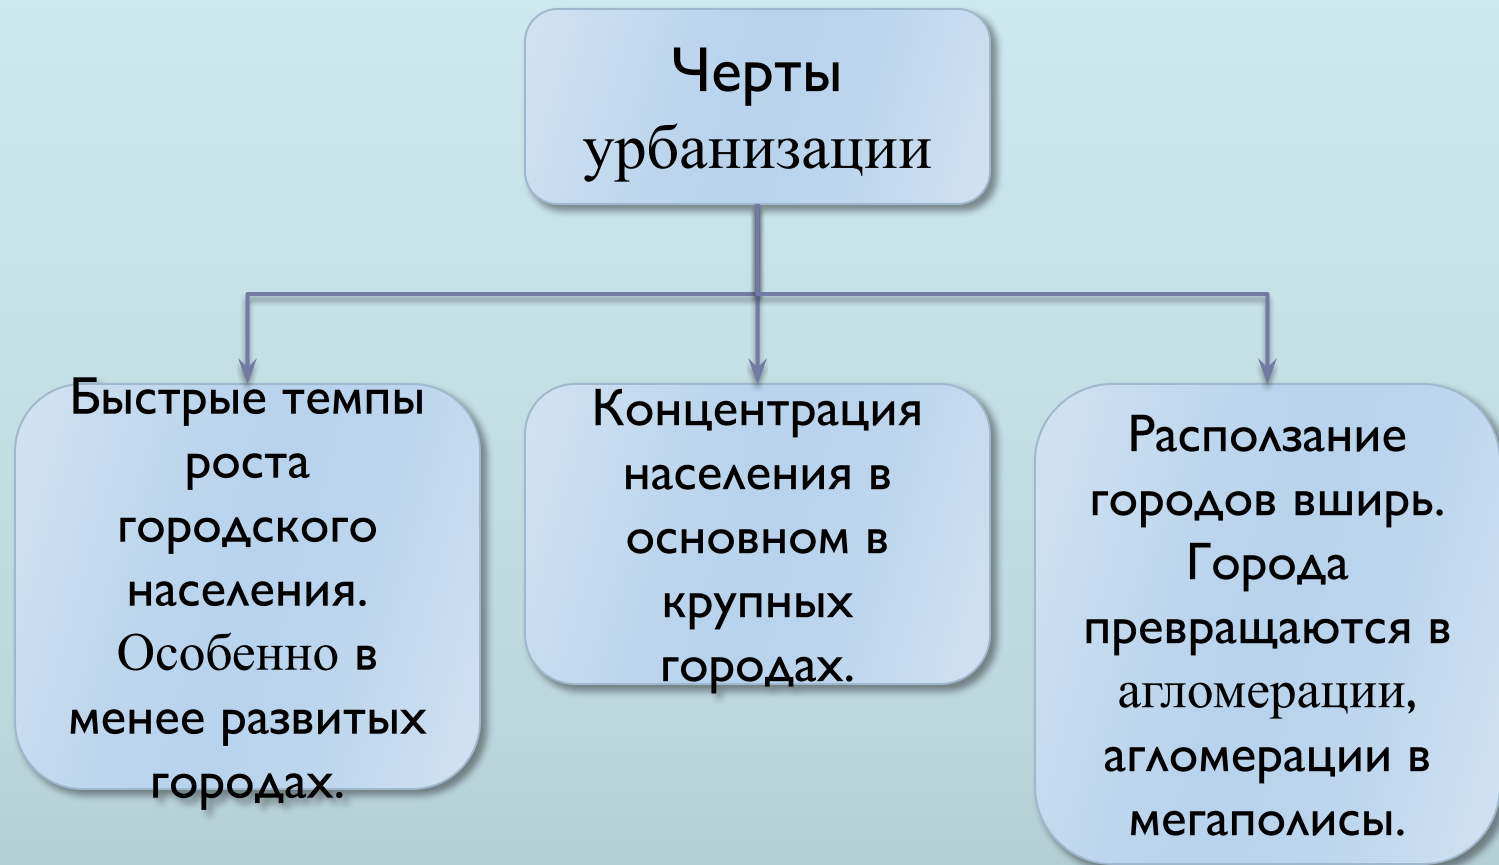 Черты
урбанизации
Быстрые темпы
роста
городского
населения.
Особенно в
менее развитых
городах.
Концентрация
населения в
основном в
крупных
городах.
Расползание
городов вширь.
Города
превращаются в
агломерации,
агломерации в
мегаполисы.